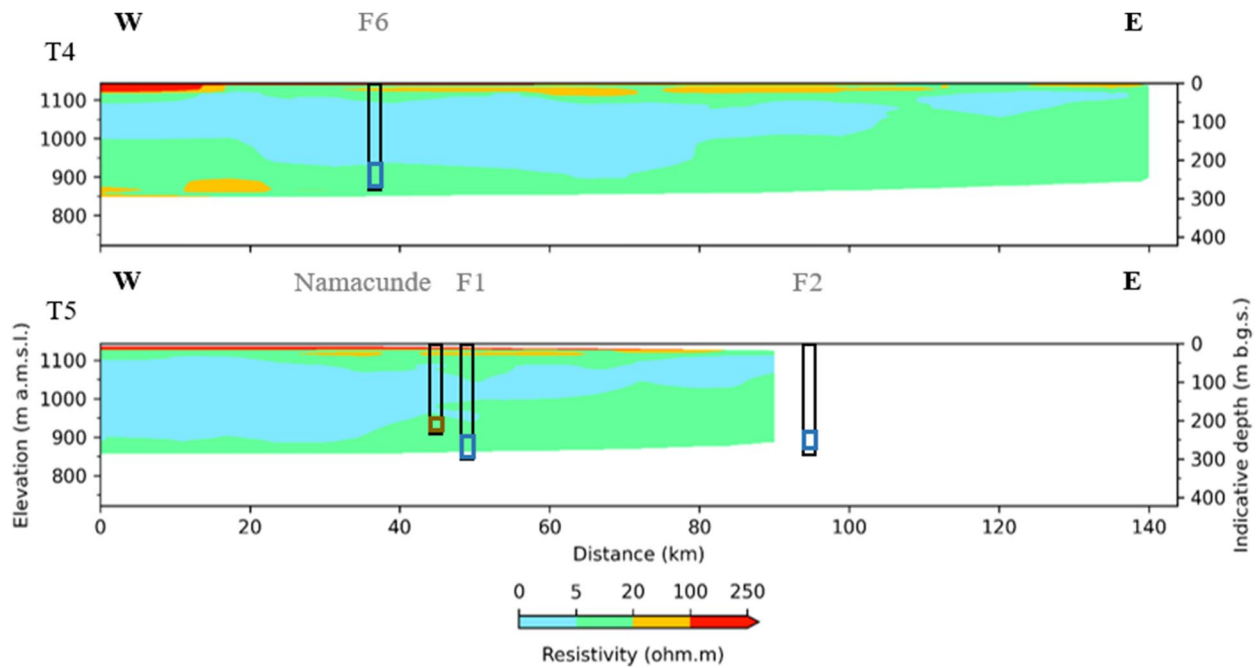 W F6 E
T4
1100
1000
900
800
0
100
200
300
400
W Namacunde F1 F2 E
T5
1100
1000
900
800
0
100
200
300
400
Elevation (m a.m.s.l.)
Indicative depth (m b.g.s.)
0 20 40 60 80 100 120 140
Distance (km)
0 5 20 100 250
Resistivity (ohm.m)